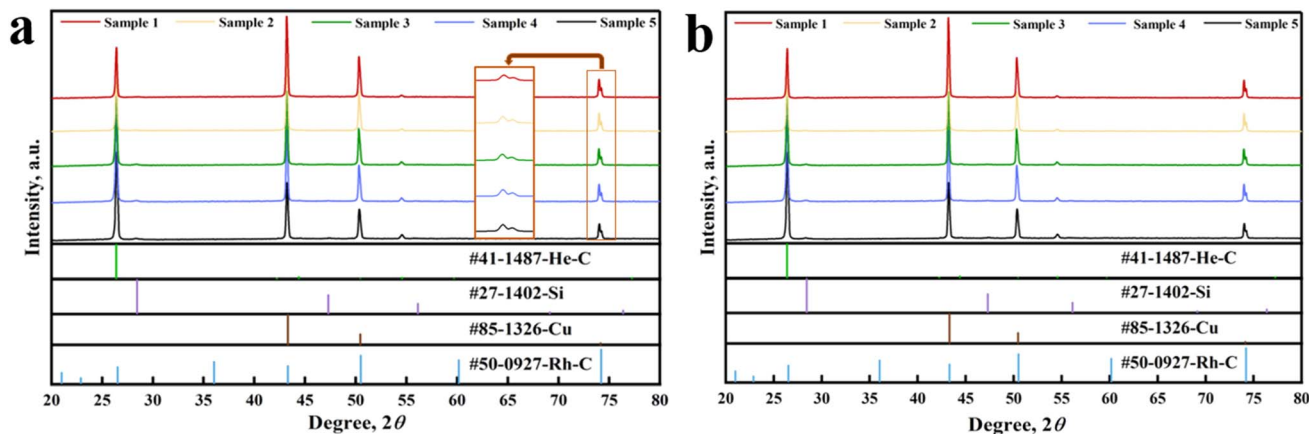 a
Sample 1 Sample 2 Sample 3 Sample 4 Sample 5
Intensity, a.u.
#41-1487-He-C
#27-1402-Si
#85-1326-Cu
#50-0927-Rh-C
20 25 30 35 40 45 50 55 60 65 70 75 80
Degree, 2θ
b
Sample 1 Sample 2 Sample 3 Sample 4 Sample 5
Intensity, a.u.
#41-1487-He-C
#27-1402-Si
#85-1326-Cu
#50-0927-Rh-C
20 25 30 35 40 45 50 55 60 65 70 75 80
Degree, 2θ